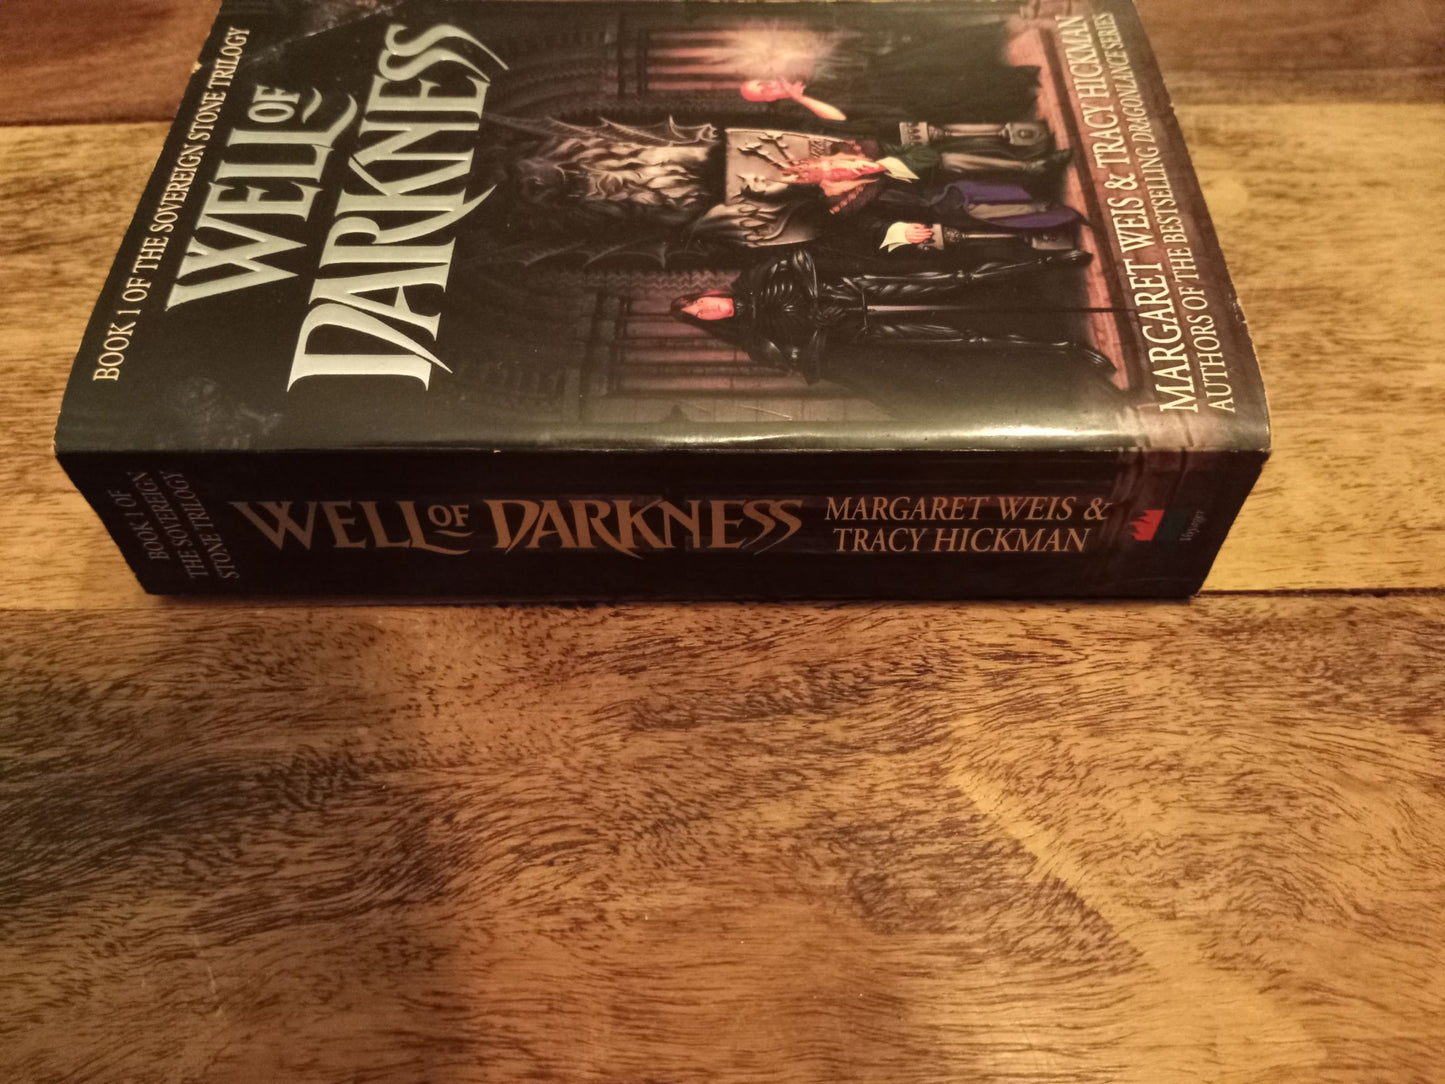 BOOK 1 OF THE SOVEREIGN STONE TRILOGY
WELL OF
DARKNESS
MARGARET WEIS & TRACY HICKMAN
AUTHORS OF THE BESTSELLING DRAGONLANCE SERIES
BOOK 1 OF
THE SOVEREIGN
STONE TRILOGY
WELL OF DARKNESS
MARGARET WEIS &
TRACY HICKMAN
Voyager